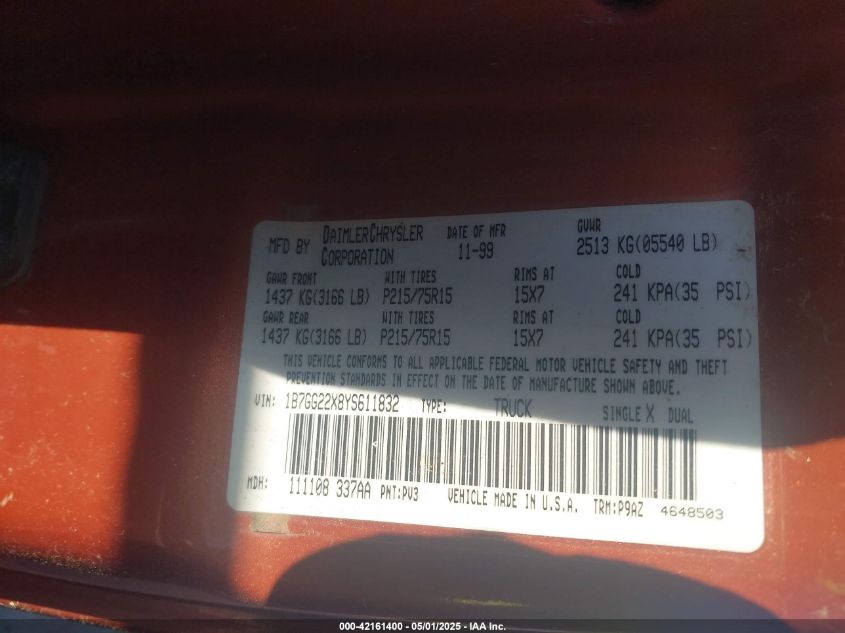 MFD BY DAIMLERCHRYSLER CORPORATION DATE OF MFR 11-99 GVWR 2513 KG(05540 LB)
GAWR FRONT WITH TIRES RIMS AT COLD
1437 KG(3166 LB) P215/75R15 15X7 241 KPA(35 PSI)
GAWR REAR WITH TIRES RIMS AT COLD
1437 KG(3166 LB) P215/75R15 15X7 241 KPA(35 PSI)
THIS VEHICLE CONFORMS TO ALL APPLICABLE FEDERAL MOTOR VEHICLE SAFETY AND THEFT
PREVENTION STANDARDS IN EFFECT ON THE DATE OF MANUFACTURE SHOWN ABOVE.
VIN: 1B7GG22X8YS611832 TYPE: TRUCK SINGLE X DUAL
MDH: 111108 337AA PNT:PV3 VEHICLE MADE IN U.S.A. TRM:P9AZ 4648503
000-42161400 - 05/01/2025 - IAA Inc.